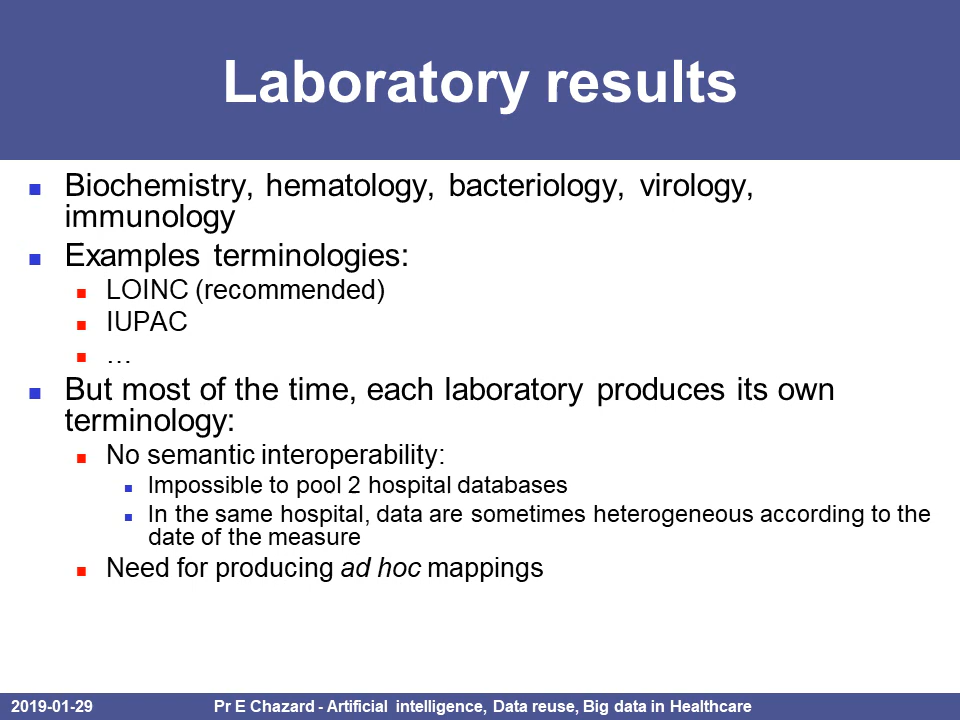 Laboratory results
Biochemistry, hematology, bacteriology, virology,
immunology
Examples terminologies:
LOINC (recommended)
IUPAC
…
But most of the time, each laboratory produces its own
terminology:
No semantic interoperability:
Impossible to pool 2 hospital databases
In the same hospital, data are sometimes heterogeneous according to the
date of the measure
Need for producing ad hoc mappings
2019-01-29
Pr E Chazard - Artificial intelligence, Data reuse, Big data in Healthcare